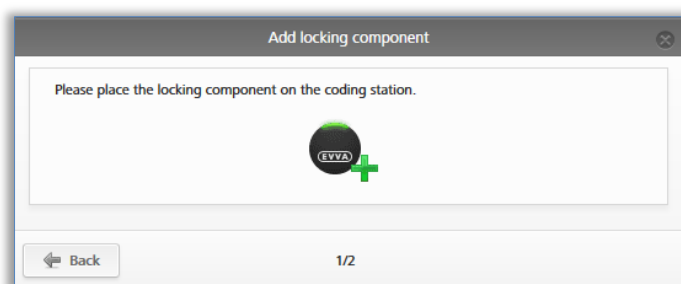 Add locking component
Please place the locking component on the coding station.
EVVA
Back
1/2